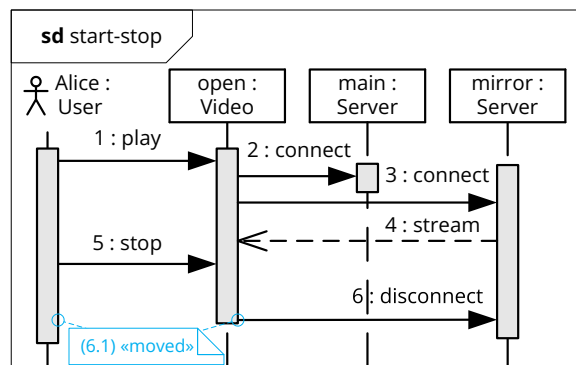 sd start-stop
Alice :
User
open :
Video
main :
Server
mirror :
Server
1 : play
2 : connect
3 : connect
4 : stream
5 : stop
6 : disconnect
(6.1) «moved»